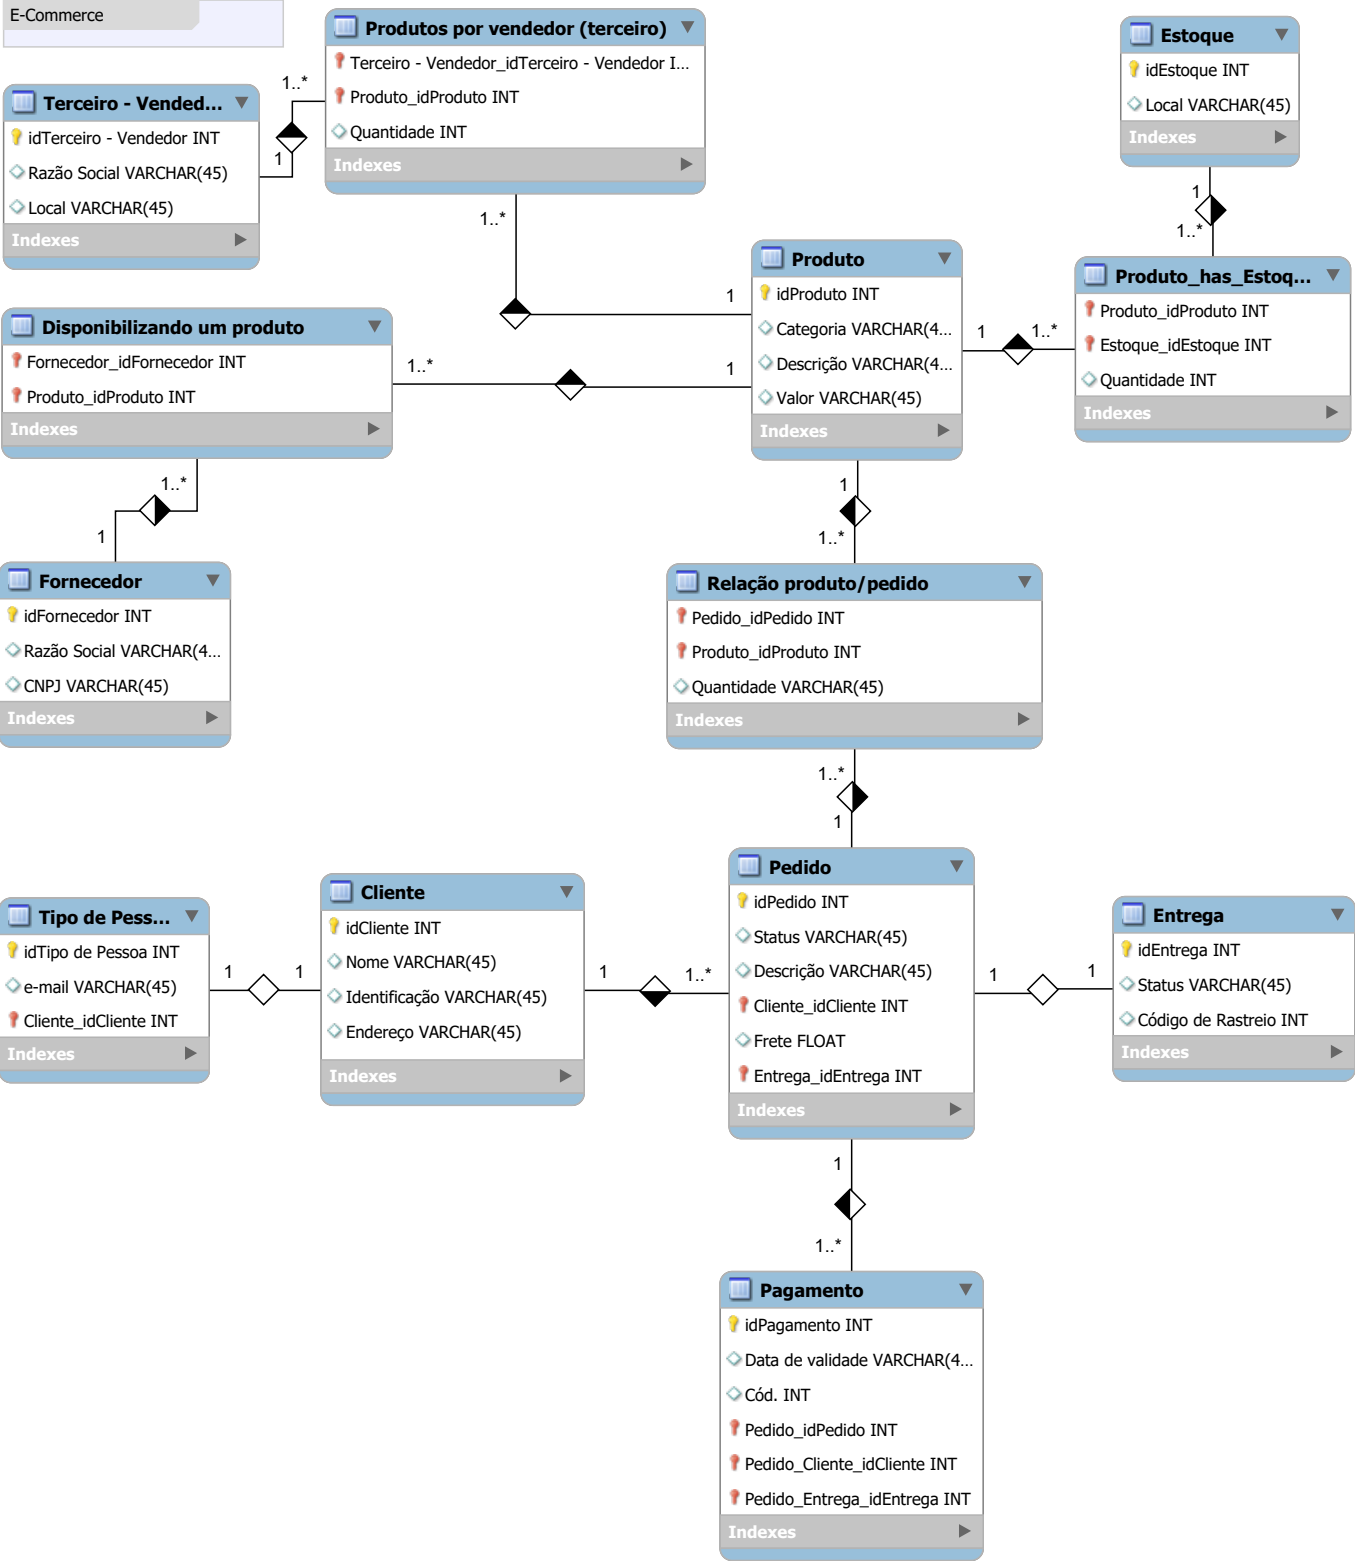 E-Commerce
Produtos por vendedor (terceiro)
Terceiro - Vendedor_idTerceiro - Vendedor I...
Produto_idProduto INT
Quantidade INT
Indexes
1..*
1
Terceiro - Vended...
idTerceiro - Vendedor INT
Razão Social VARCHAR(45)
Local VARCHAR(45)
Indexes
Estoque
idEstoque INT
Local VARCHAR(45)
Indexes
1
1..*
1..*
1
Produto
idProduto INT
Categoria VARCHAR(4...
Descrição VARCHAR(4...
Valor VARCHAR(45)
Indexes
1
1..*
Produto_has_Estoq...
Produto_idProduto INT
Estoque_idEstoque INT
Quantidade INT
Indexes
Disponibilizando um produto
Fornecedor_idFornecedor INT
Produto_idProduto INT
Indexes
1..*
1
1..*
1
Fornecedor
idFornecedor INT
Razão Social VARCHAR(4...
CNPJ VARCHAR(45)
Indexes
1
1..*
Relação produto/pedido
Pedido_idPedido INT
Produto_idProduto INT
Quantidade VARCHAR(45)
Indexes
1..*
1
Tipo de Pess...
idTipo de Pessoa INT
e-mail VARCHAR(45)
Cliente_idCliente INT
Indexes
1
1
Cliente
idCliente INT
Nome VARCHAR(45)
Identificação VARCHAR(45)
Endereço VARCHAR(45)
Indexes
1
1..*
Pedido
idPedido INT
Status VARCHAR(45)
Descrição VARCHAR(45)
Cliente_idCliente INT
Frete FLOAT
Entrega_idEntrega INT
Indexes
1
1
Entrega
idEntrega INT
Status VARCHAR(45)
Código de Rastreio INT
Indexes
1
1..*
Pagamento
idPagamento INT
Data de validade VARCHAR(4...
Cód. INT
Pedido_idPedido INT
Pedido_Cliente_idCliente INT
Pedido_Entrega_idEntrega INT
Indexes